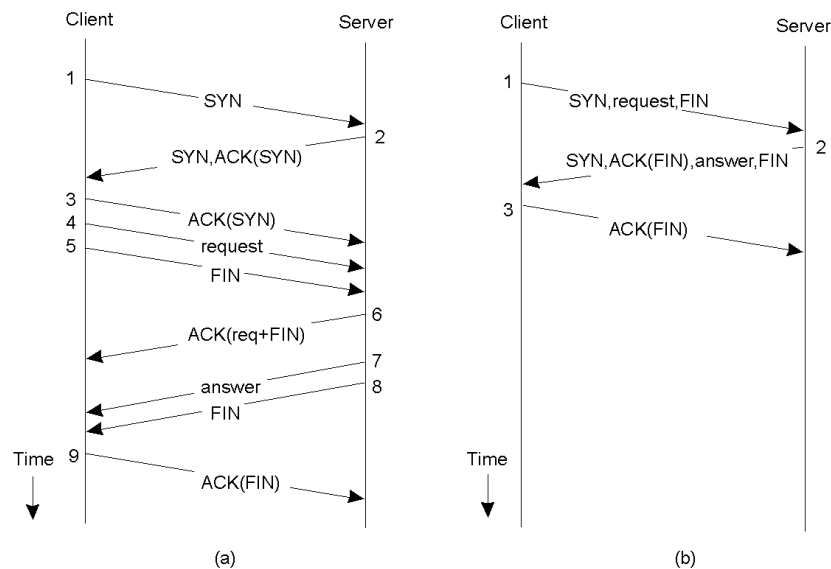 Client
Server
1
SYN
2
SYN,ACK(SYN)
3
ACK(SYN)
4
request
5
FIN
6
ACK(req+FIN)
7
answer
8
FIN
Time
9
ACK(FIN)
(a)
Client
Server
1
SYN,request,FIN
2
SYN,ACK(FIN),answer,FIN
3
ACK(FIN)
Time
(b)